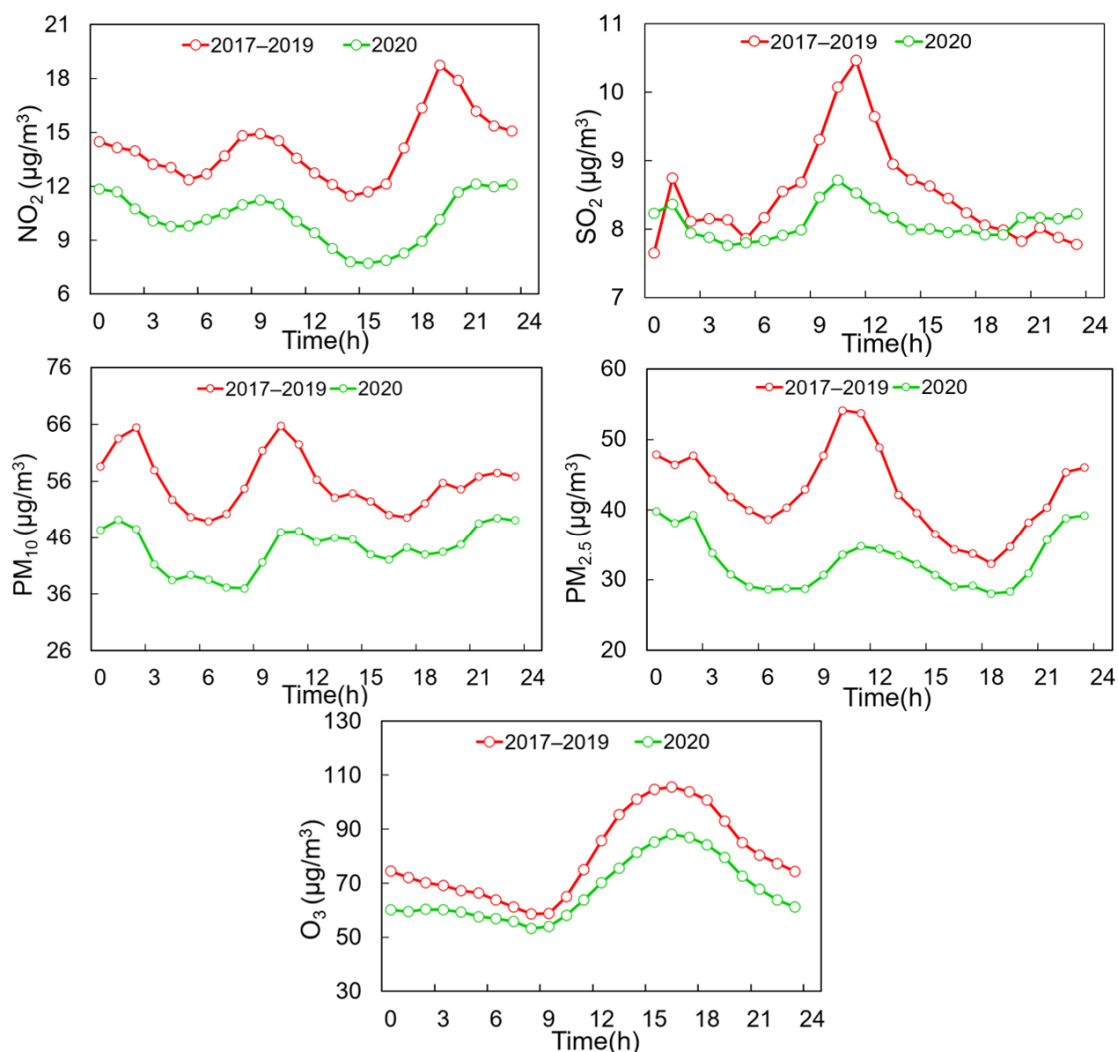 21
18
15
12
9
6
NO₂ (μg/m³)
2017–2019 2020
0 3 6 9 12 15 18 21 24
Time(h)
11
10
9
8
7
SO₂ (μg/m³)
2017–2019 2020
0 3 6 9 12 15 18 21 24
Time(h)
76
66
56
46
36
26
PM₁₀ (μg/m³)
2017–2019 2020
0 3 6 9 12 15 18 21 24
Time(h)
60
50
40
30
20
PM₂.₅ (μg/m³)
2017–2019 2020
0 3 6 9 12 15 18 21 24
Time(h)
130
110
90
70
50
30
O₃ (μg/m³)
2017–2019 2020
0 3 6 9 12 15 18 21 24
Time(h)